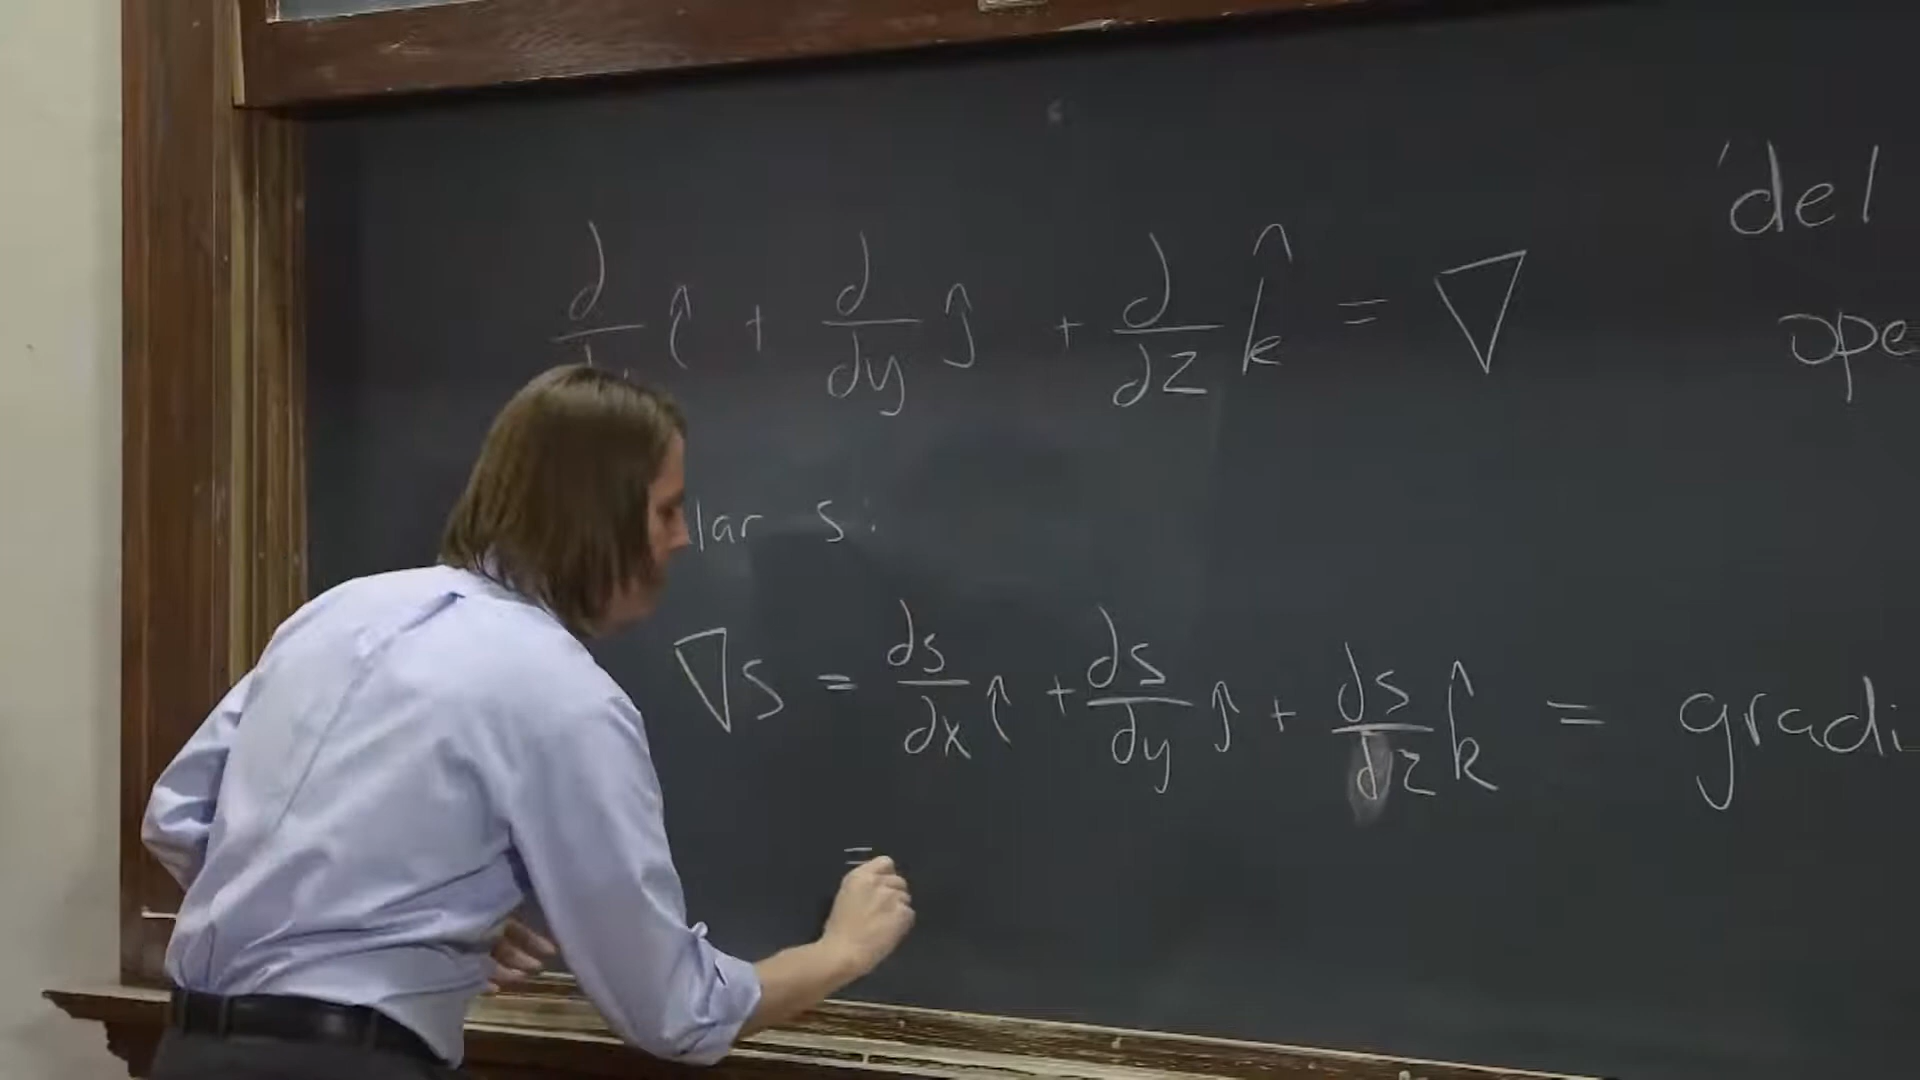 ∂/ î + ∂/∂y ĵ + ∂/∂z k̂ = ∇ 'del
ope
lar s:
∇s = ∂s/∂x î + ∂s/∂y ĵ + ∂s/∂z k̂ = gradi
=